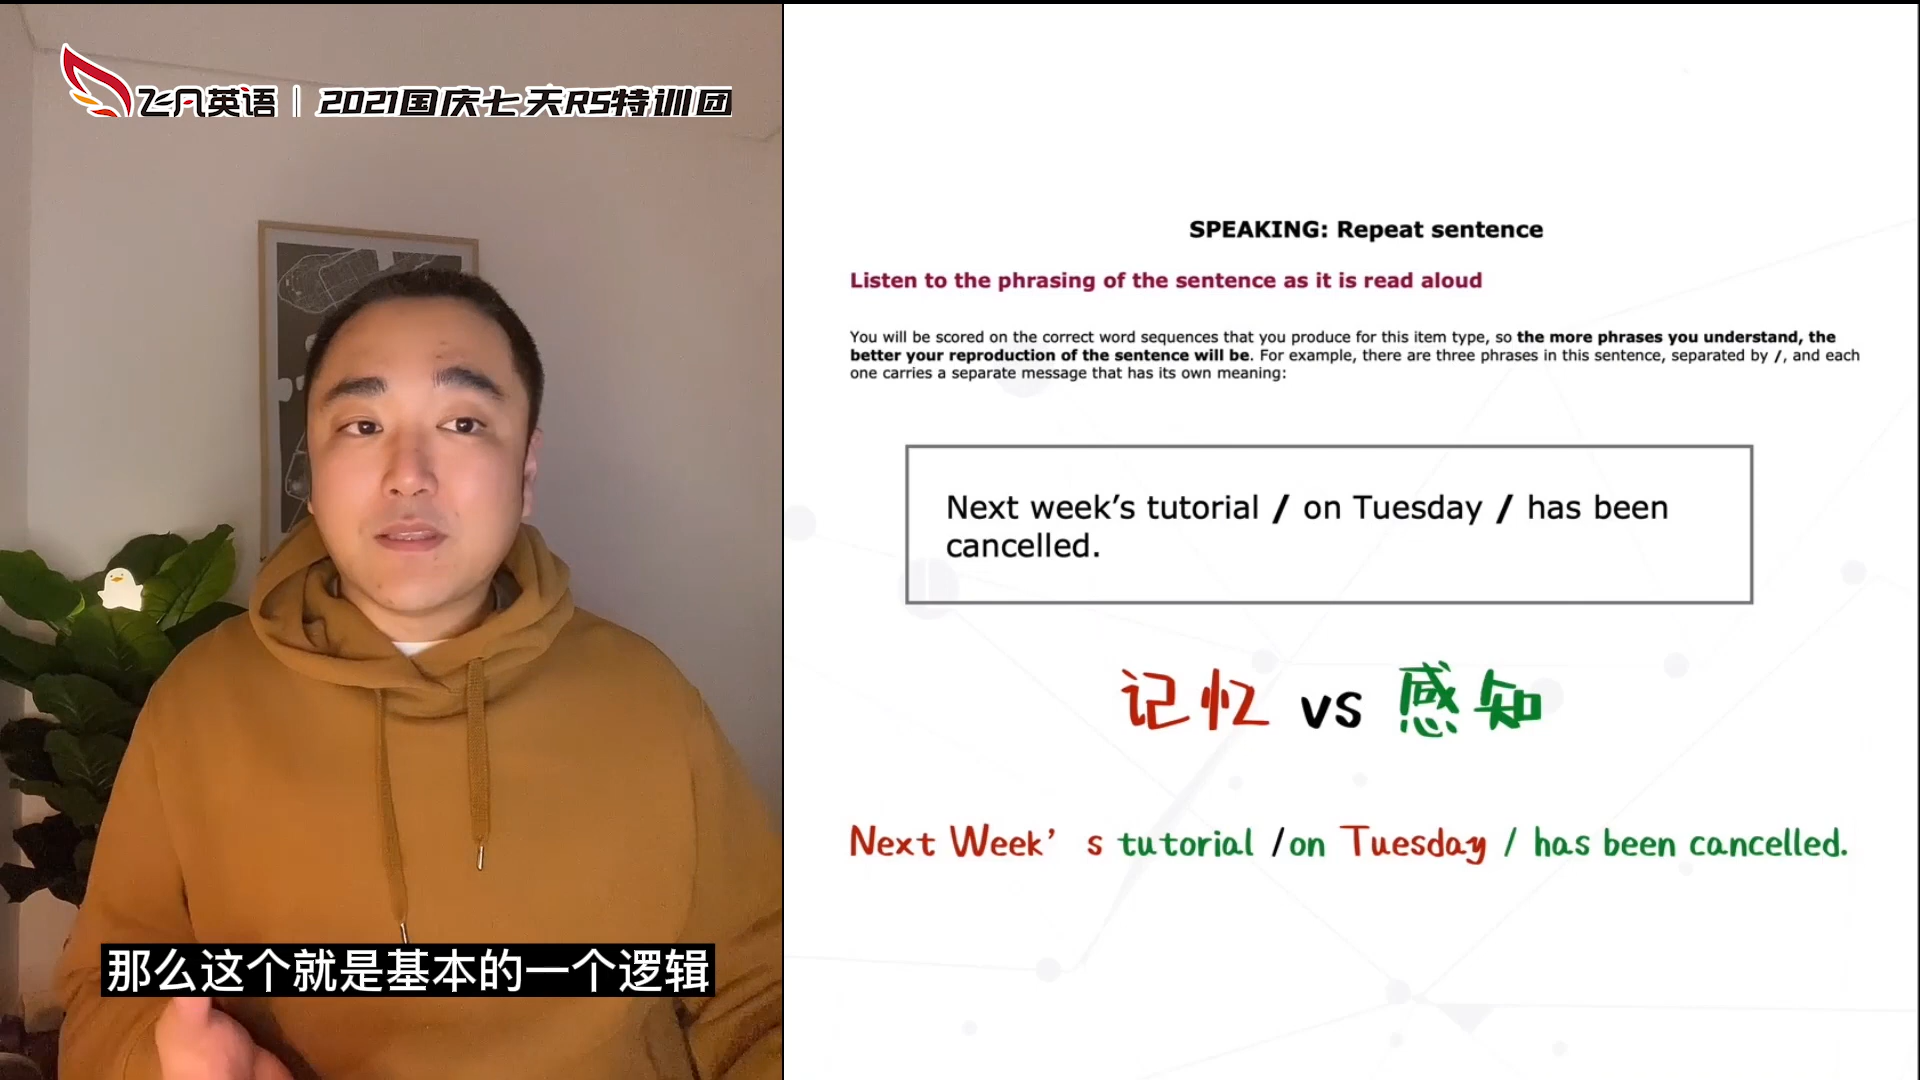 飞凡英语 | 2021国庆七天RS特训团
SPEAKING: Repeat sentence
Listen to the phrasing of the sentence as it is read aloud
You will be scored on the correct word sequences that you produce for this item type, so the more phrases you understand, the
better your reproduction of the sentence will be. For example, there are three phrases in this sentence, separated by /, and each
one carries a separate message that has its own meaning:
Next week’s tutorial / on Tuesday / has been
cancelled.
记忆 vs 感知
Next Week’s tutorial /on Tuesday / has been cancelled.
那么这个就是基本的一个逻辑